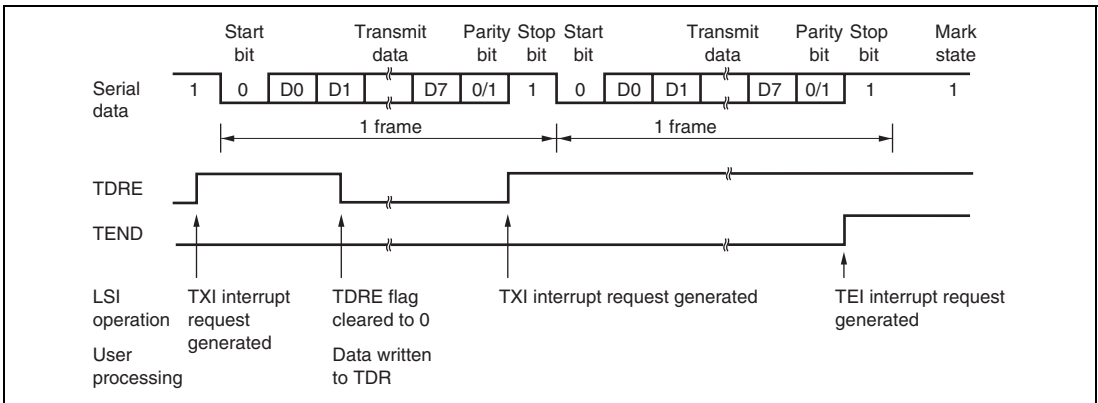 Start bit Transmit data Parity bit Stop bit Start bit Transmit data Parity bit Stop bit Mark state
Serial data 1 0 D0 D1 D7 0/1 1 0 D0 D1 D7 0/1 1 1
1 frame 1 frame
TDRE
TEND
LSI operation
TXI interrupt request generated
TDRE flag cleared to 0
TXI interrupt request generated
TEI interrupt request generated
User processing
Data written to TDR